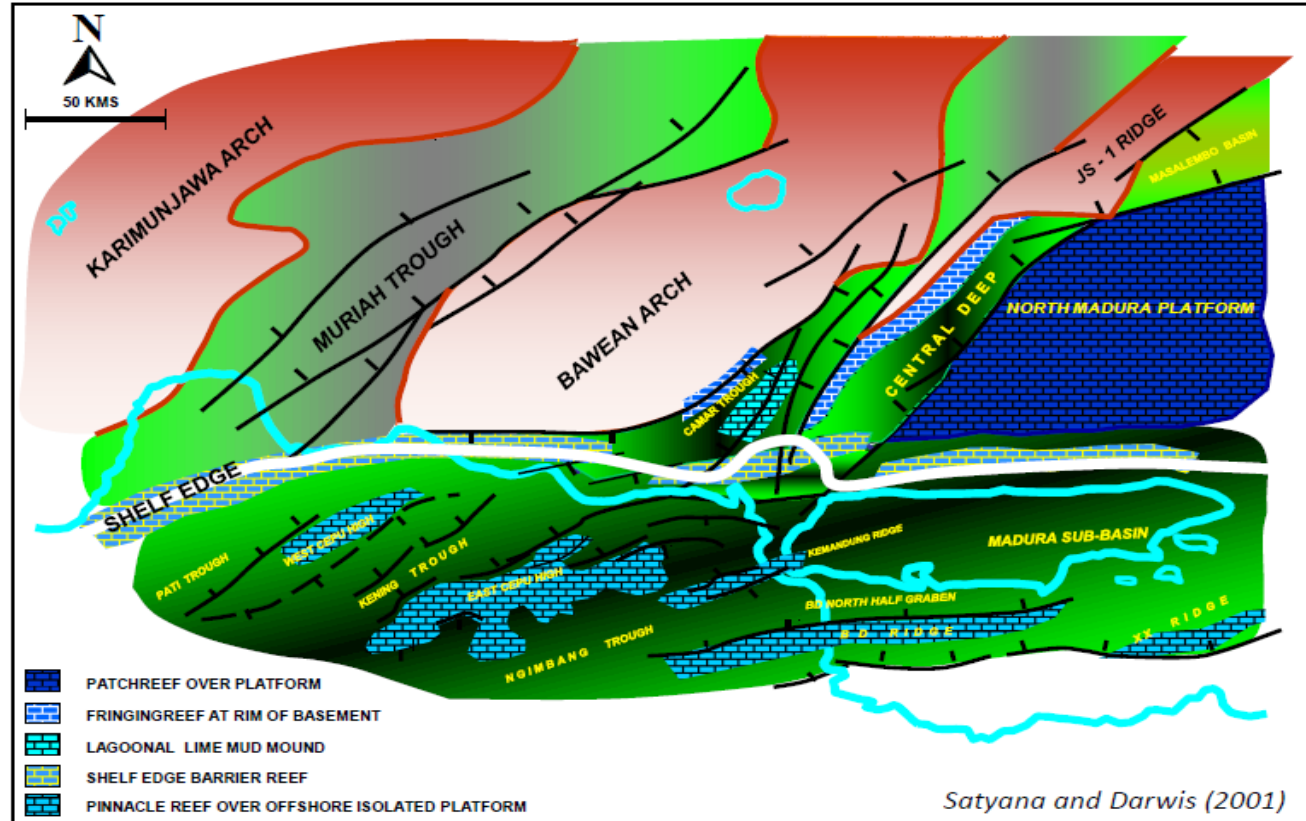 N
50 KMS
KARIMUNJAWA ARCH
MURIAH TROUGH
BAWEAN ARCH
JS - 1 RIDGE
MASALEMBO BASIN
NORTH MADURA PLATFORM
CENTRAL DEEP
CAMAR TROUGH
SHELF EDGE
WEST CEPU HIGH
PATI TROUGH
KENING TROUGH
EAST CEPU HIGH
KEMANDUNG RIDGE
MADURA SUB-BASIN
BD NORTH HALF GRABEN
NGIMBANG TROUGH
BD RIDGE
XX RIDGE
PATCHREEF OVER PLATFORM
FRINGINGREEF AT RIM OF BASEMENT
LAGOONAL LIME MUD MOUND
SHELF EDGE BARRIER REEF
PINNACLE REEF OVER OFFSHORE ISOLATED PLATFORM
Satyana and Darwis (2001)